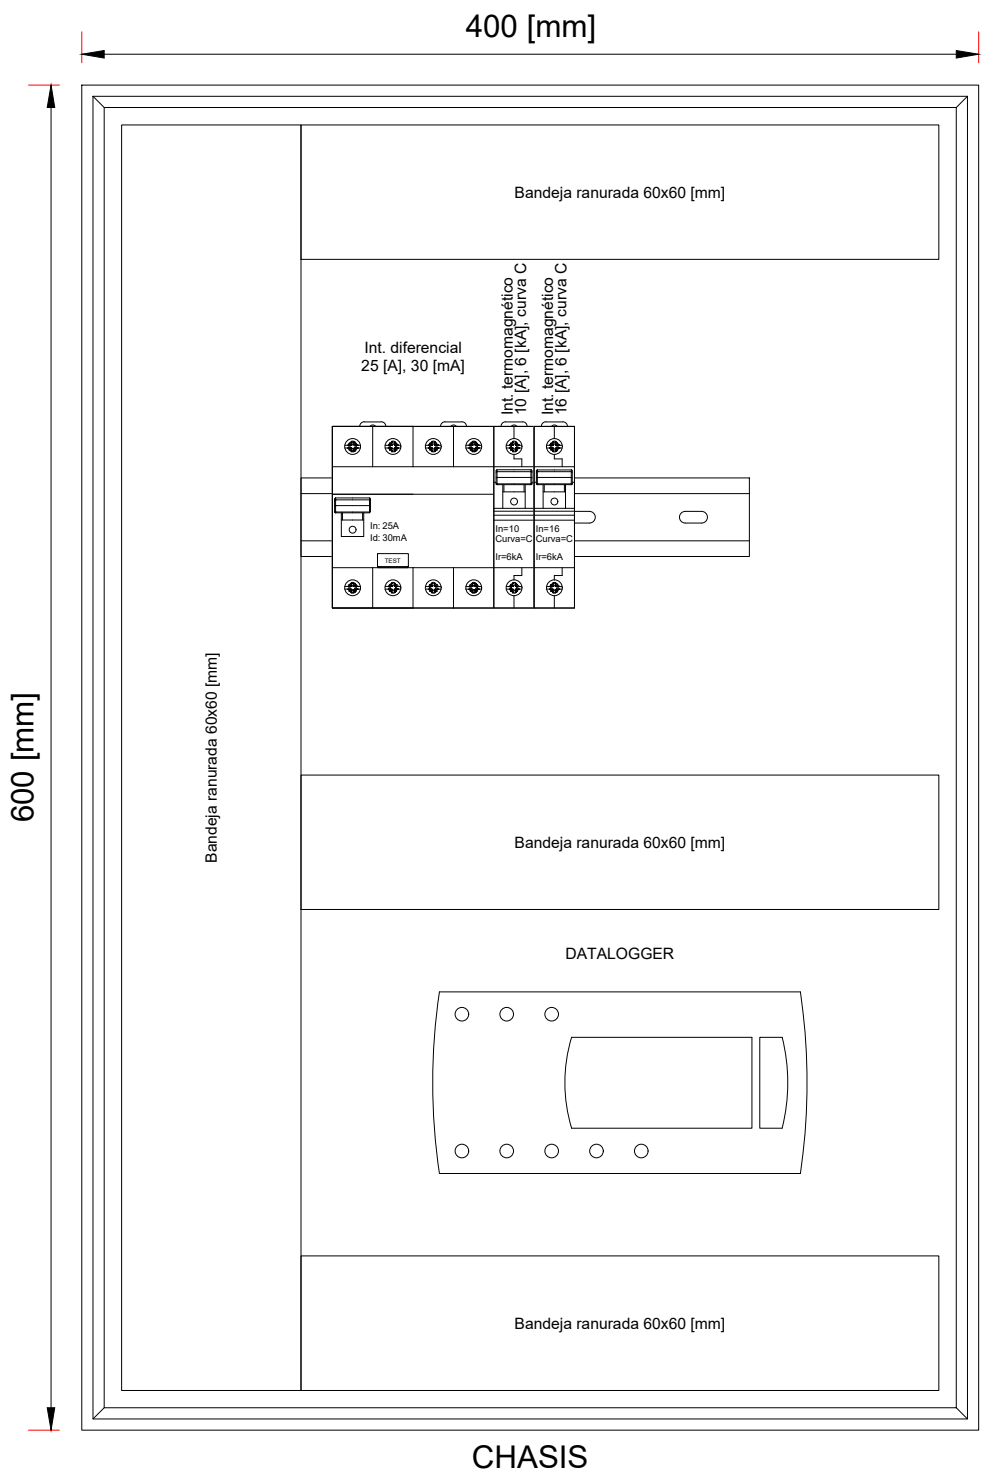 400 [mm]
Bandeja ranurada 60x60 [mm]
Int. diferencial
25 [A], 30 [mA]
Int. termomagnético
10 [A], 6 [kA], curva C
Int. termomagnético
16 [A], 6 [kA], curva C
In: 25A
Id: 30mA
TEST
In=10
Curva=C
Ir=6kA
In=16
Curva=C
Ir=6kA
600 [mm]
Bandeja ranurada 60x60 [mm]
Bandeja ranurada 60x60 [mm]
DATALOGGER
Bandeja ranurada 60x60 [mm]
CHASIS